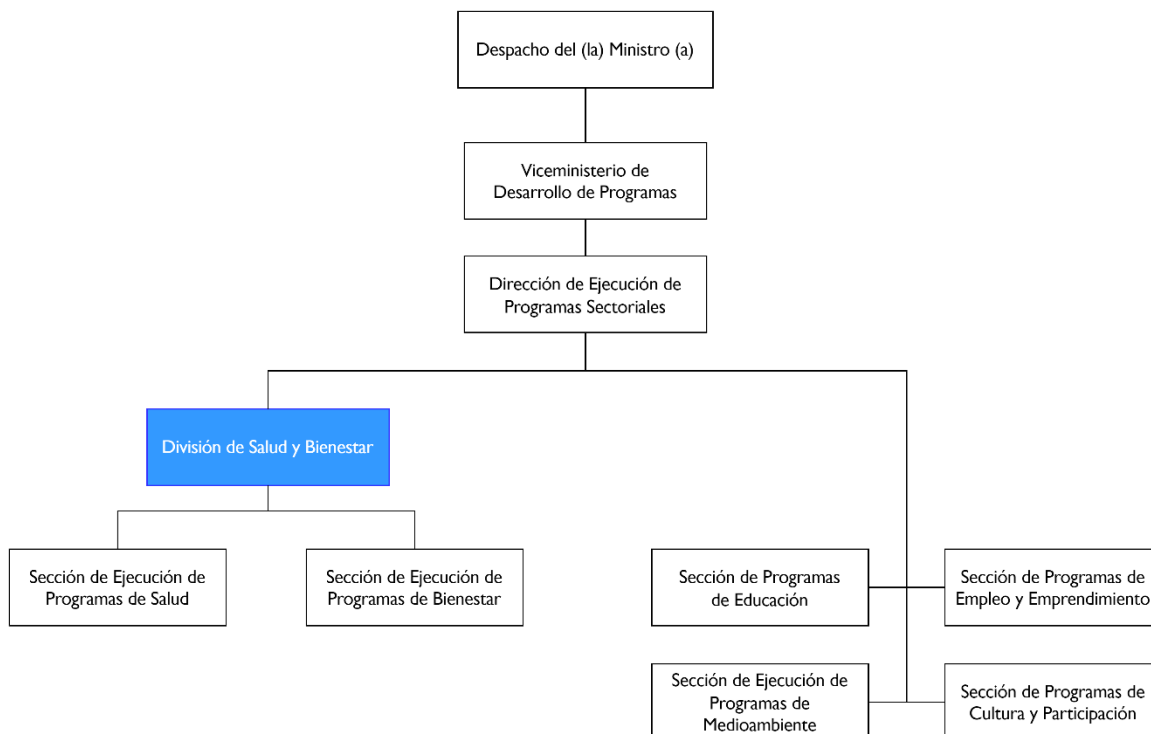 Despacho del (la) Ministro (a)
Viceministerio de
Desarrollo de Programas
Dirección de Ejecución de
Programas Sectoriales
División de Salud y Bienestar
Sección de Ejecución de
Programas de Salud
Sección de Ejecución de
Programas de Bienestar
Sección de Programas
de Educación
Sección de Programas de
Empleo y Emprendimiento
Sección de Ejecución de
Programas de
Medioambiente
Sección de Programas de
Cultura y Participación